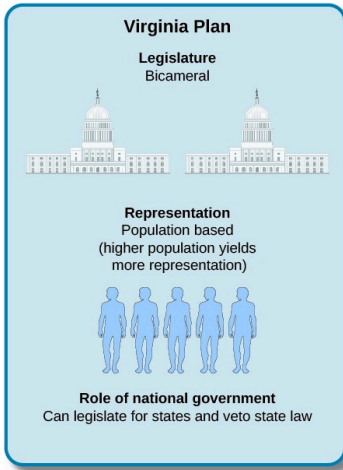 Virginia Plan
Legislature
Bicameral
Representation
Population based
(higher population yields
more representation)
Role of national government
Can legislate for states and veto state law